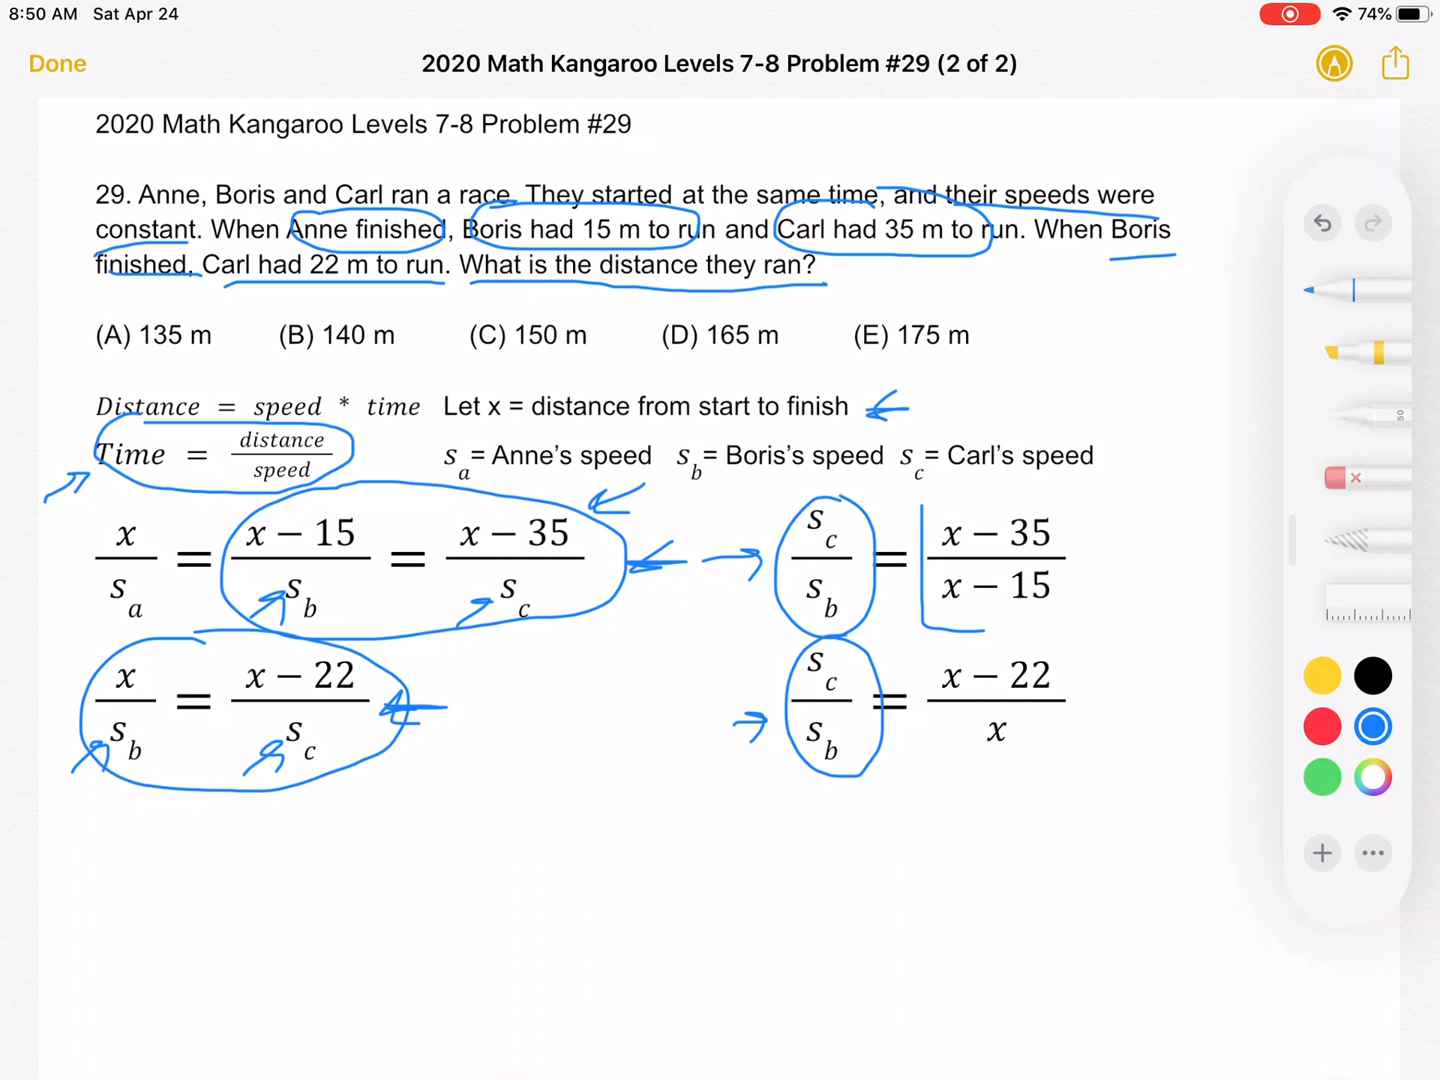 8:50 AM Sat Apr 24
74%
Done
2020 Math Kangaroo Levels 7-8 Problem #29 (2 of 2)
2020 Math Kangaroo Levels 7-8 Problem #29
29. Anne, Boris and Carl ran a race. They started at the same time, and their speeds were
constant. When Anne finished, Boris had 15 m to run and Carl had 35 m to run. When Boris
finished, Carl had 22 m to run. What is the distance they ran?
(A) 135 m (B) 140 m (C) 150 m (D) 165 m (E) 175 m
Distance = speed * time Let x = distance from start to finish
Time = distance/speed s_a = Anne's speed s_b = Boris's speed s_c = Carl's speed
x/s_a = x − 15/s_b = x − 35/s_c s_c/s_b = x − 35/x − 15
x/s_b = x − 22/s_c s_c/s_b = x − 22/x
50